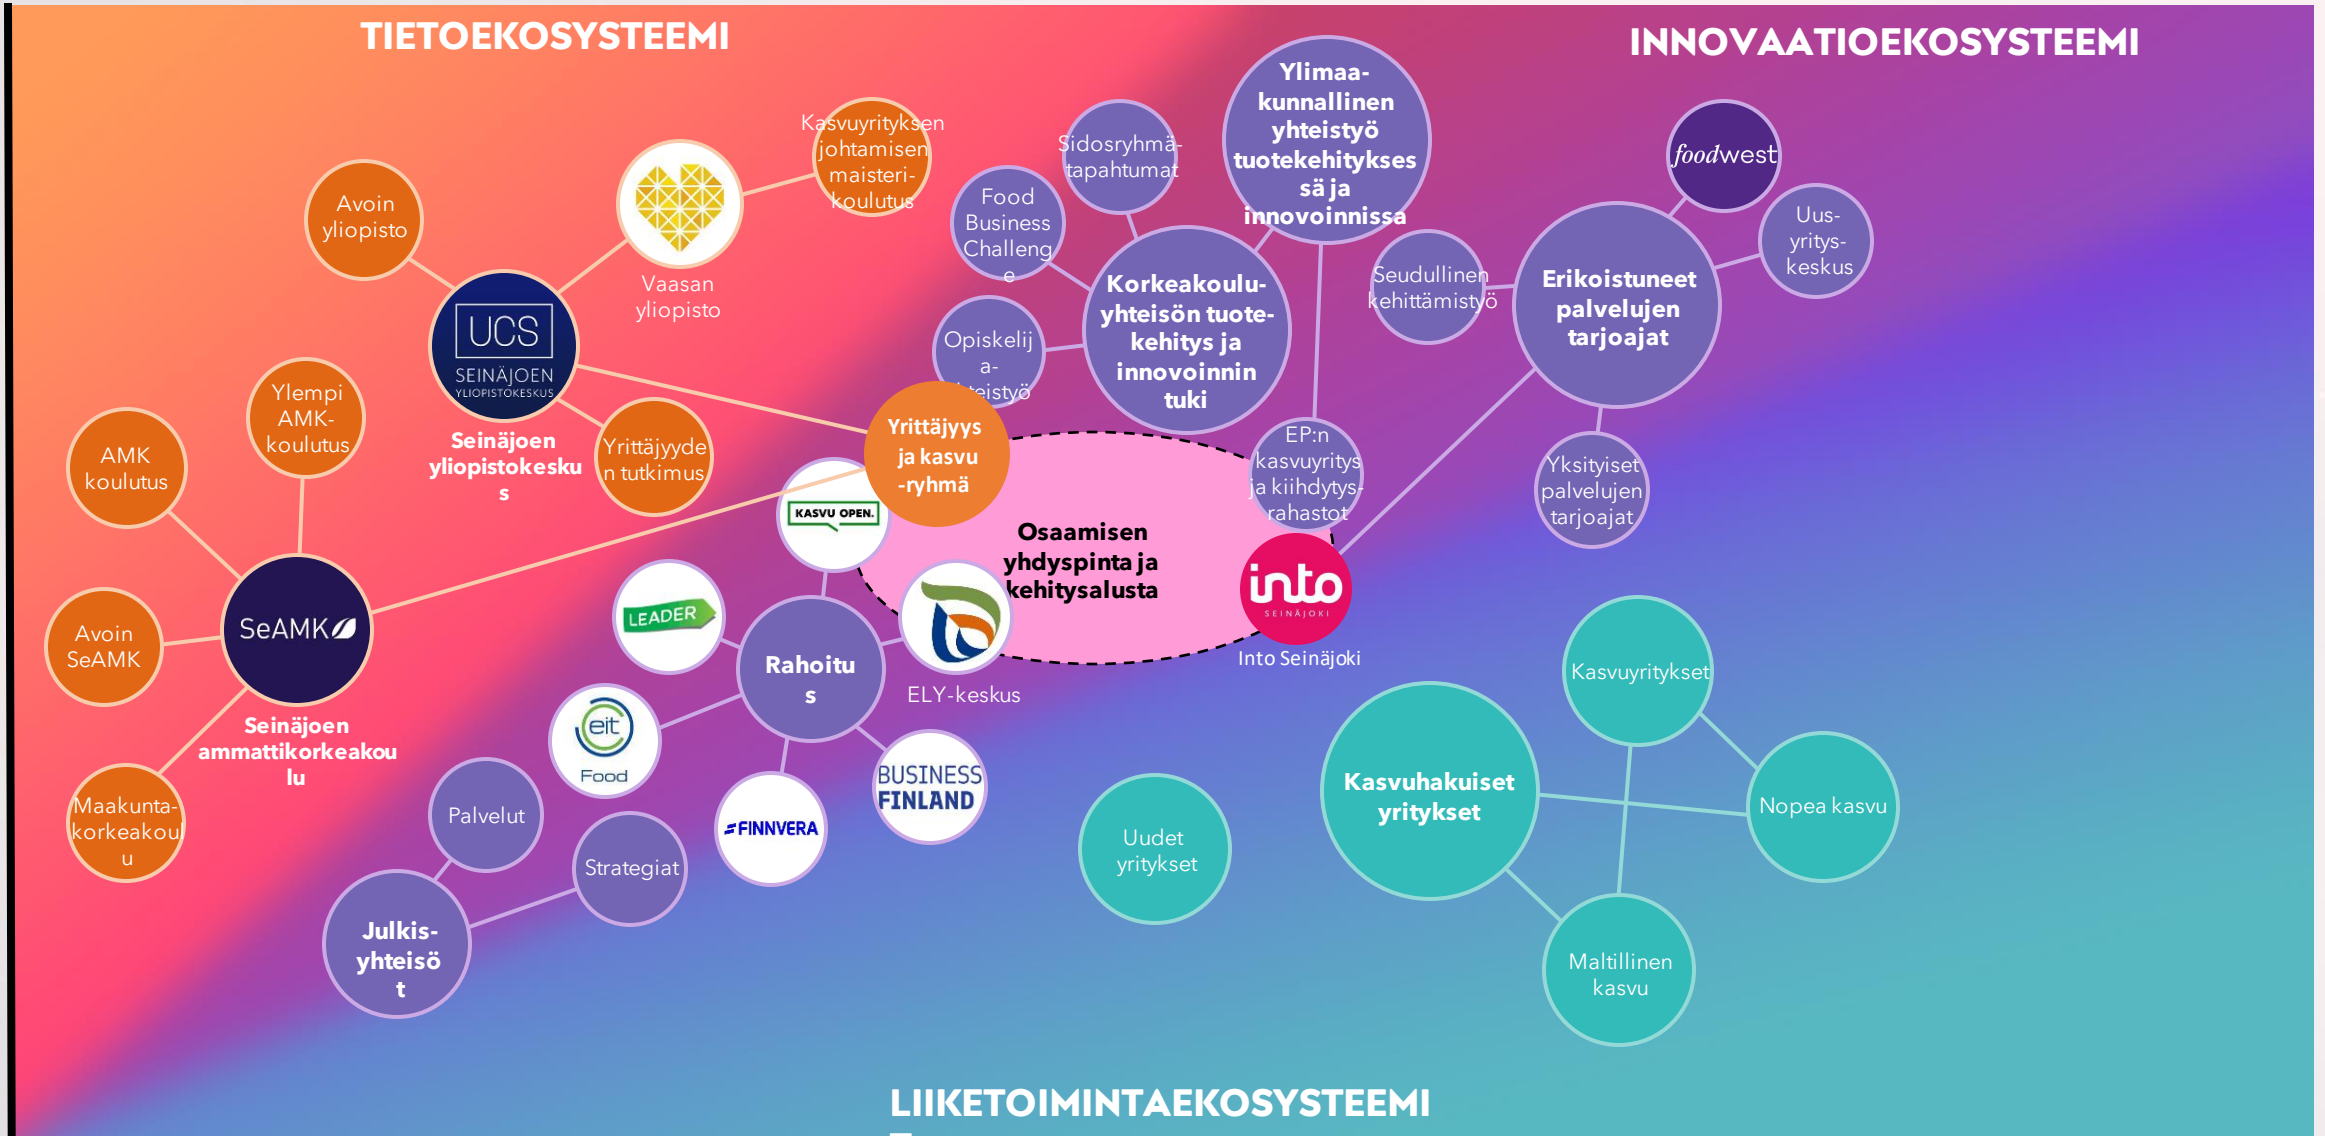 TIETOEKOSYSTEEMI
INNOVAATIOEKOSYSTEEMI
Kasvuyrityksen
johtamisen
maisteri-
koulutus
Avoin
yliopisto
Vaasan
yliopisto
UCS
SEINÄJOEN
YLIOPISTOKESKUS
Seinäjoen
yliopistokesku
s
Yrittäjyyde
n tutkimus
Ylempi
AMK-
koulutus
AMK
koulutus
Avoin
SeAMK
SeAMK
Seinäjoen
ammattikorkeakou
lu
Maakunta-
korkeakoul
u
Ylimaa-
kunnallinen
yhteistyö
tuotekehitykses
sä ja
innovoinnissa
Sidosryhmä-
tapahtumat
Food
Business
Challeng
e
Korkeakoulu-
yhteisön tuote-
kehitys ja
innovoinnin
tuki
Opiskelij
a-
teistyö
Yrittäjyys
ja kasvu
-ryhmä
foodwest
Uus-
yritys-
keskus
Seudullinen
kehittämistyö
Erikoistuneet
palvelujen
tarjoajat
Yksityiset
palvelujen
tarjoajat
EP:n
kasvuyritys
ja kiihdytys-
rahastot
Osaamisen
yhdyspinta ja
kehitysalusta
into
SEINÄJOKI
Into Seinäjoki
KASVU OPEN.
LEADER
Rahoitu
s
ELY-keskus
eit
Food
BUSINESS
FINLAND
FINNVERA
Palvelut
Strategiat
Julkis-
yhteisö
t
Uudet
yritykset
Kasvuhakuiset
yritykset
Kasvuyritykset
Nopea kasvu
Maltillinen
kasvu
LIIKETOIMINTAEKOSYSTEEMI